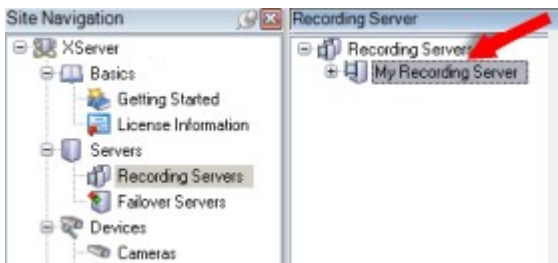 Site Navigation
XServer
Basics
Getting Started
License Information
Servers
Recording Servers
Failover Servers
Devices
Cameras
Recording Server
Recording Servers
My Recording Server